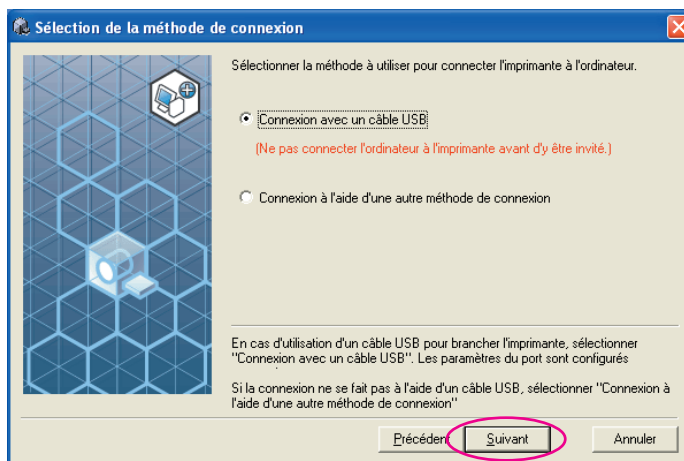 Sélection de la méthode de connexion
Sélectionner la méthode à utiliser pour connecter l'imprimante à l'ordinateur.
Connexion avec un câble USB
(Ne pas connecter l'ordinateur à l'imprimante avant d'y être invité.)
Connexion à l'aide d'une autre méthode de connexion
En cas d'utilisation d'un câble USB pour brancher l'imprimante, sélectionner
"Connexion avec un câble USB". Les paramètres du port sont configurés
Si la connexion ne se fait pas à l'aide d'un câble USB, sélectionner "Connexion à
l'aide d'une autre méthode de connexion"
Précédent Suivant Annuler